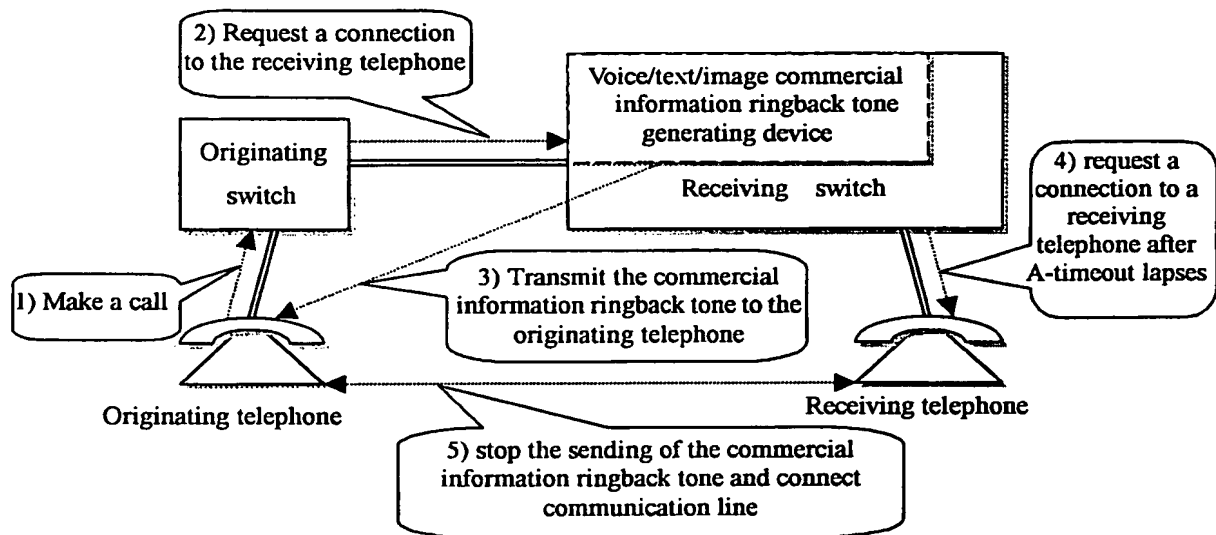 2) Request a connection
to the receiving telephone
Voice/text/image commercial
information ringback tone
generating device
Originating
switch
Receiving switch
4) request a
connection to a
receiving
telephone after
A-timeout lapses
1) Make a call
3) Transmit the commercial
information ringback tone to the
originating telephone
Originating telephone
Receiving telephone
5) stop the sending of the commercial
information ringback tone and connect
communication line